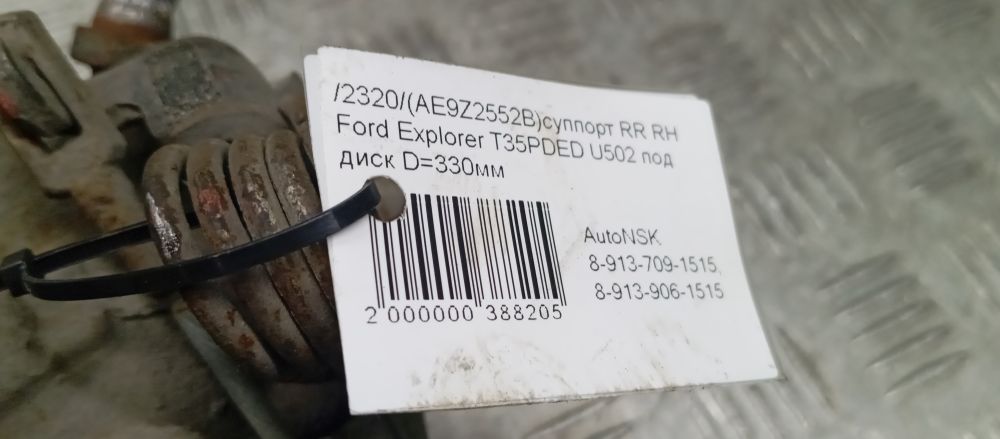 /2320/(AE9Z2552B)суппорт RR RH
Ford Explorer T35PDED U502 под
диск D=330мм
AutoNSK
8-913-709-1515,
8-913-906-1515
2 000000 388205